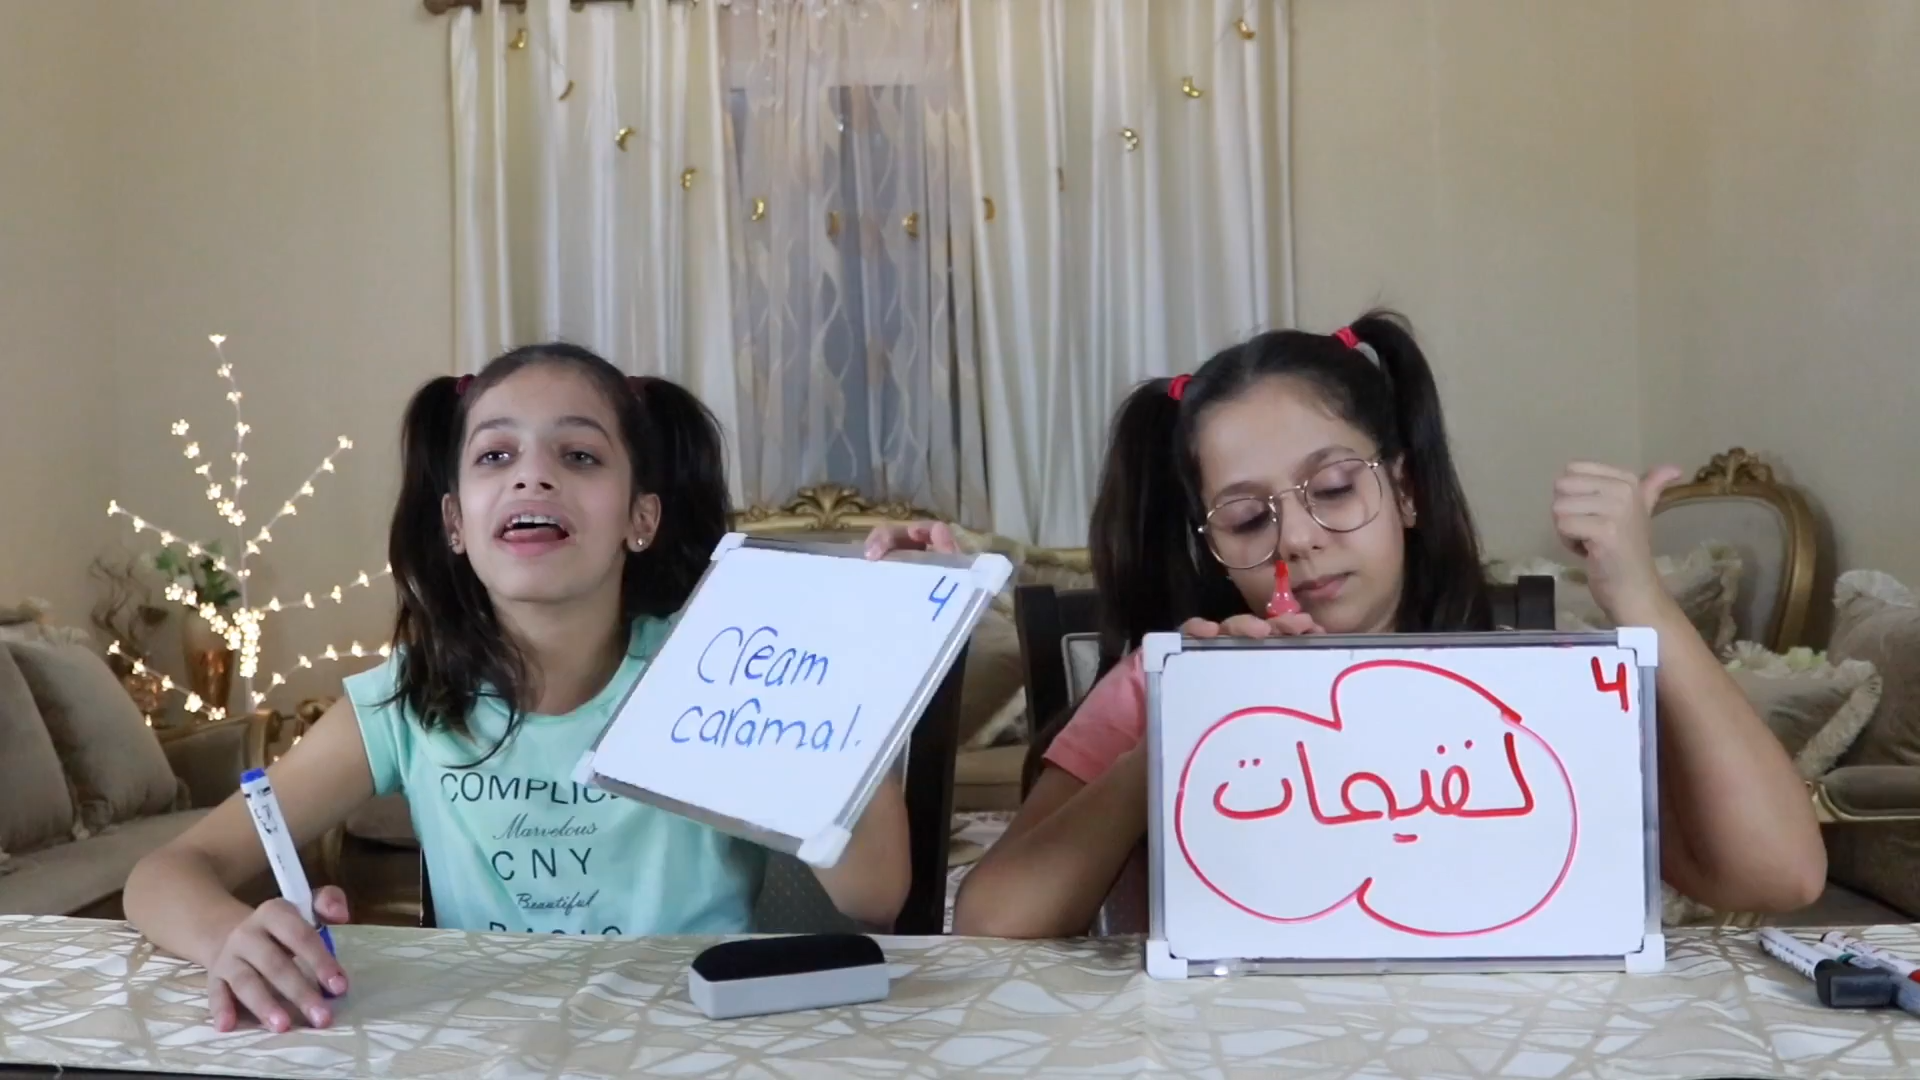 4
Cream
caramal.
COMPLIC
Marvelous
CNY
Beautiful
4
لقيمات